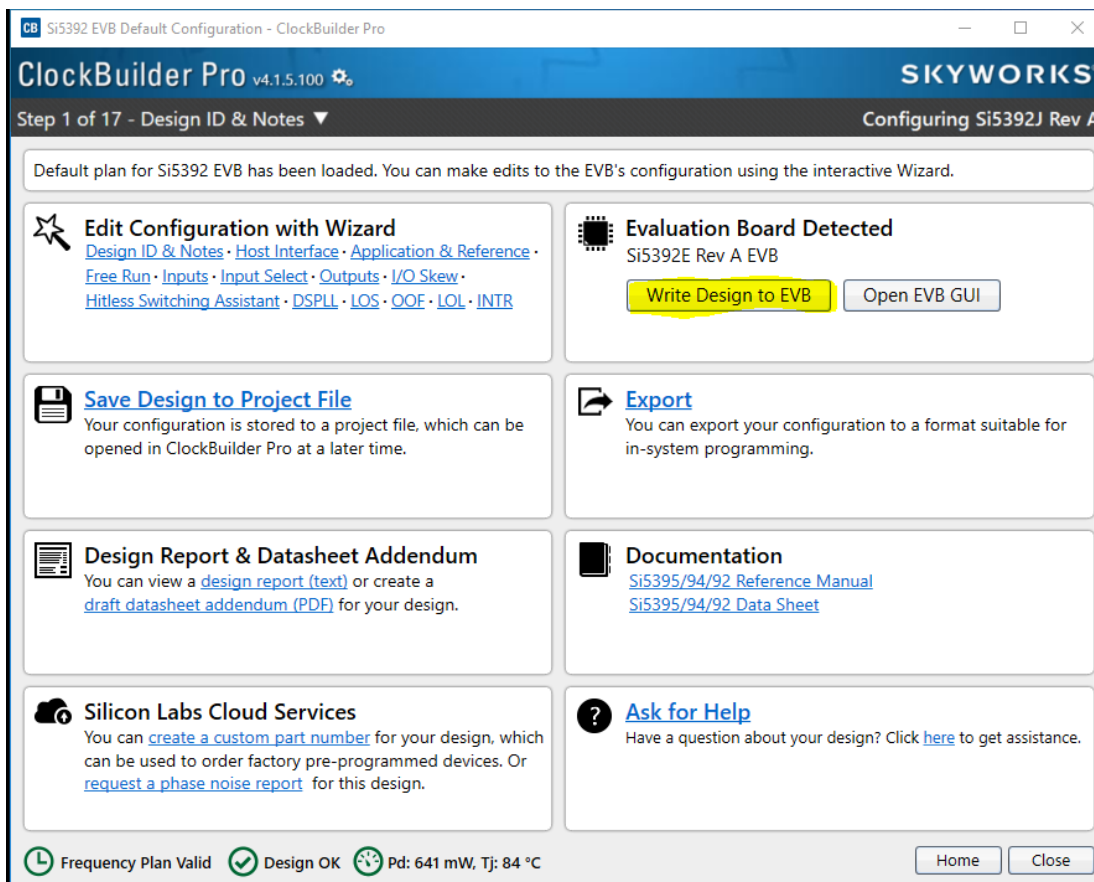 CB Si5392 EVB Default Configuration - ClockBuilder Pro
ClockBuilder Pro v4.1.5.100
SKYWORKS
Step 1 of 17 - Design ID & Notes ▼
Configuring Si5392J Rev A
Default plan for Si5392 EVB has been loaded. You can make edits to the EVB's configuration using the interactive Wizard.
Edit Configuration with Wizard
Design ID & Notes · Host Interface · Application & Reference ·
Free Run · Inputs · Input Select · Outputs · I/O Skew ·
Hitless Switching Assistant · DSPLL · LOS · OOF · LOL · INTR
Evaluation Board Detected
Si5392E Rev A EVB
Write Design to EVB
Open EVB GUI
Save Design to Project File
Your configuration is stored to a project file, which can be
opened in ClockBuilder Pro at a later time.
Export
You can export your configuration to a format suitable for
in-system programming.
Design Report & Datasheet Addendum
You can view a design report (text) or create a
draft datasheet addendum (PDF) for your design.
Documentation
Si5395/94/92 Reference Manual
Si5395/94/92 Data Sheet
Silicon Labs Cloud Services
You can create a custom part number for your design, which
can be used to order factory pre-programmed devices. Or
request a phase noise report for this design.
Ask for Help
Have a question about your design? Click here to get assistance.
Frequency Plan Valid
Design OK
Pd: 641 mW, Tj: 84 °C
Home
Close